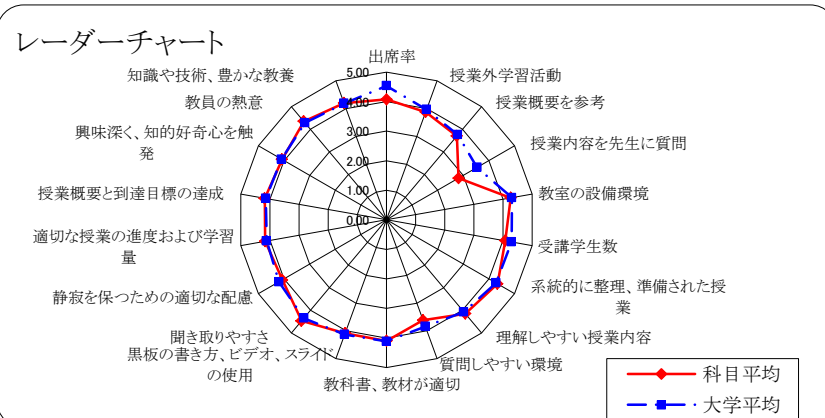 レーダーチャート
出席率
授業外学習活動
授業概要を参考
授業内容を先生に質問
教室の設備環境
受講学生数
系統的に整理、準備された授
業
理解しやすい授業内容
質問しやすい環境
教科書、教材が適切
黒板の書き方、ビデオ、スライド
の使用
聞き取りやすさ
静寂を保つための適切な配慮
適切な授業の進度および学習
量
授業概要と到達目標の達成
興味深く、知的好奇心を触
発
教員の熱意
知識や技術、豊かな教養
5.00
4.00
3.00
2.00
1.00
0.00
科目平均
大学平均